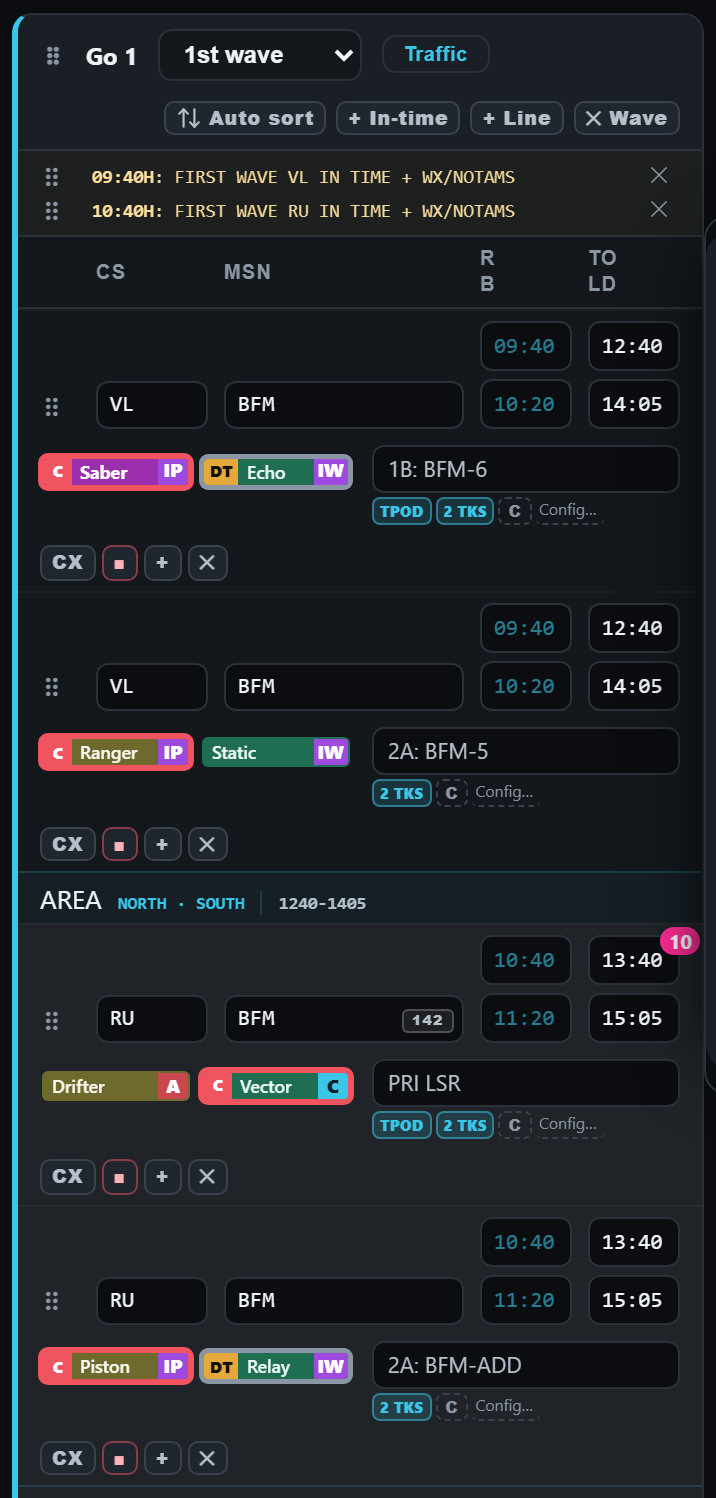 Go 1 1st wave Traffic
Auto sort + In-time + Line × Wave
09:40H: FIRST WAVE VL IN TIME + WX/NOTAMS
10:40H: FIRST WAVE RU IN TIME + WX/NOTAMS
CS MSN R TO
B LD
09:40 12:40
VL BFM 10:20 14:05
C Saber IP DT Echo IW 1B: BFM-6
TPOD 2 TKS C Config...
CX + ×
09:40 12:40
VL BFM 10:20 14:05
C Ranger IP Static IW 2A: BFM-5
2 TKS C Config...
CX + ×
AREA NORTH · SOUTH 1240-1405
10
10:40 13:40
RU BFM 142 11:20 15:05
Drifter A C Vector C PRI LSR
TPOD 2 TKS C Config...
CX + ×
10:40 13:40
RU BFM 11:20 15:05
C Piston IP DT Relay IW 2A: BFM-ADD
2 TKS C Config...
CX + ×